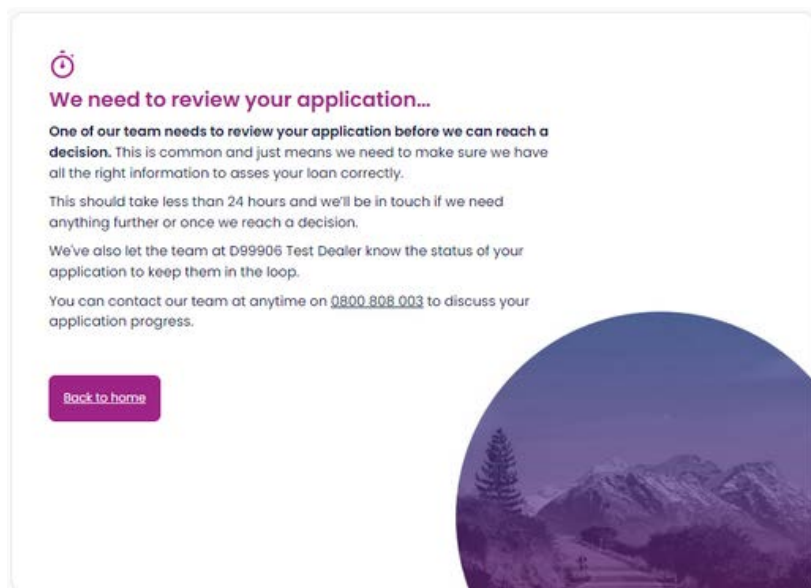 We need to review your application...
One of our team needs to review your application before we can reach a
decision. This is common and just means we need to make sure we have
all the right information to asses your loan correctly.
This should take less than 24 hours and we'll be in touch if we need
anything further or once we reach a decision.
We've also let the team at D99906 Test Dealer know the status of your
application to keep them in the loop.
You can contact our team at anytime on 0800 808 003 to discuss your
application progress.
Back to home